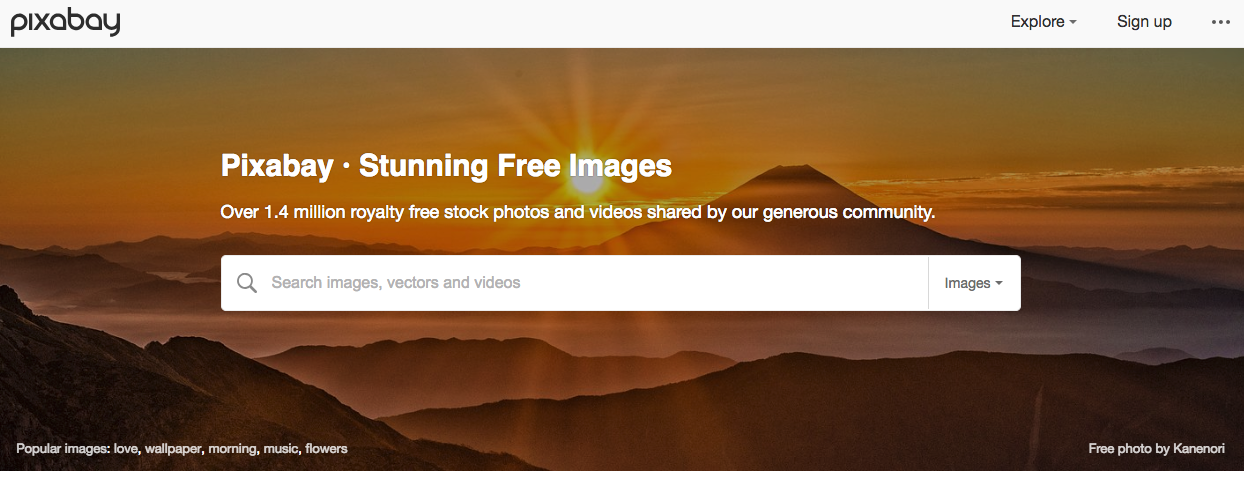 pixabay
Explore
Sign up
Pixabay · Stunning Free Images
Over 1.4 million royalty free stock photos and videos shared by our generous community.
Search images, vectors and videos
Images
Popular images: love, wallpaper, morning, music, flowers
Free photo by Kanenori